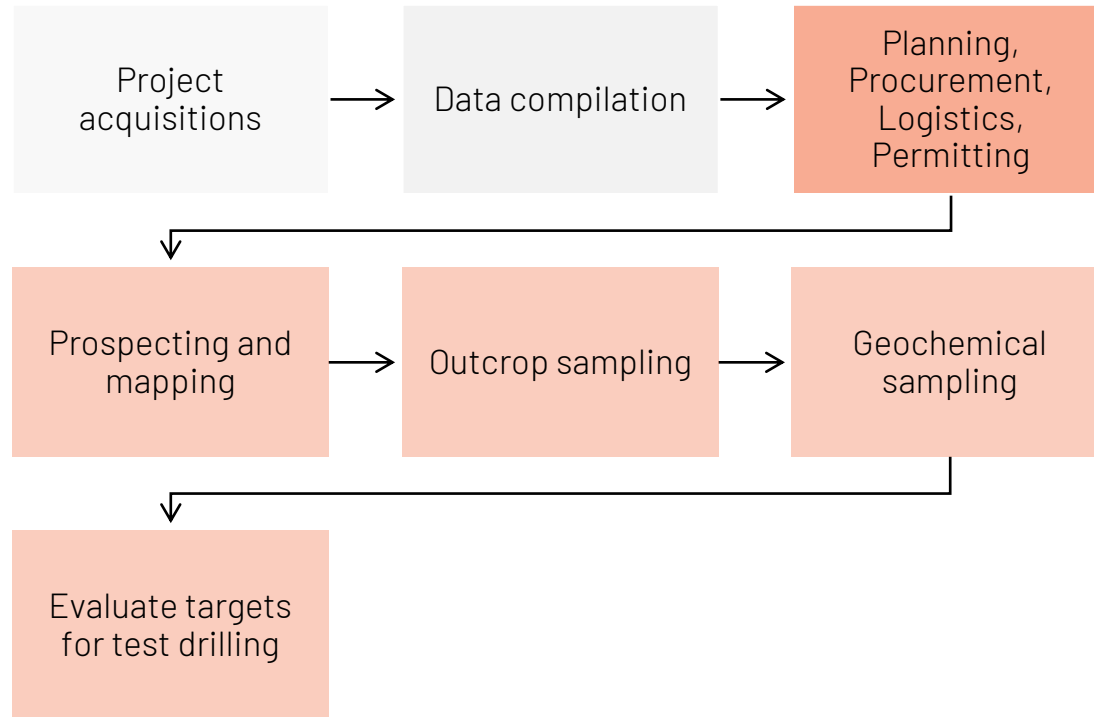 Project
acquisitions
Data compilation
Planning,
Procurement,
Logistics,
Permitting
Prospecting and
mapping
Outcrop sampling
Geochemical
sampling
Evaluate targets
for test drilling